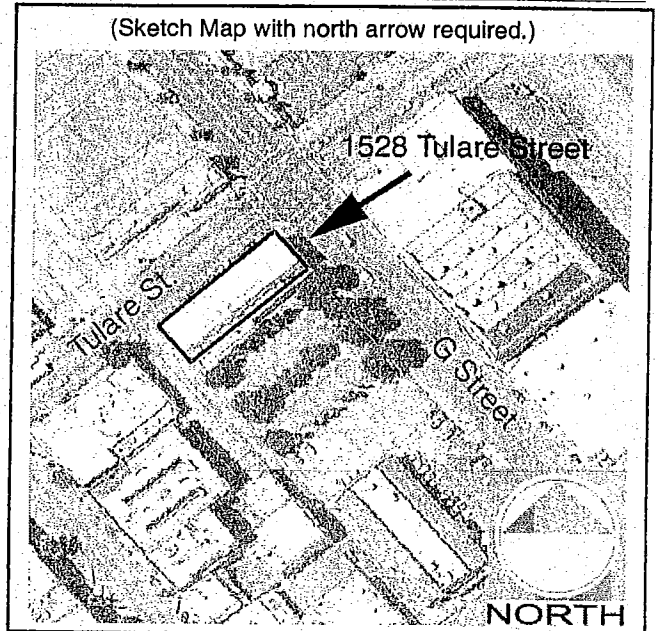 (Sketch Map with north arrow required.)
1528 Tulare Street
Tulare St
G Street
NORTH